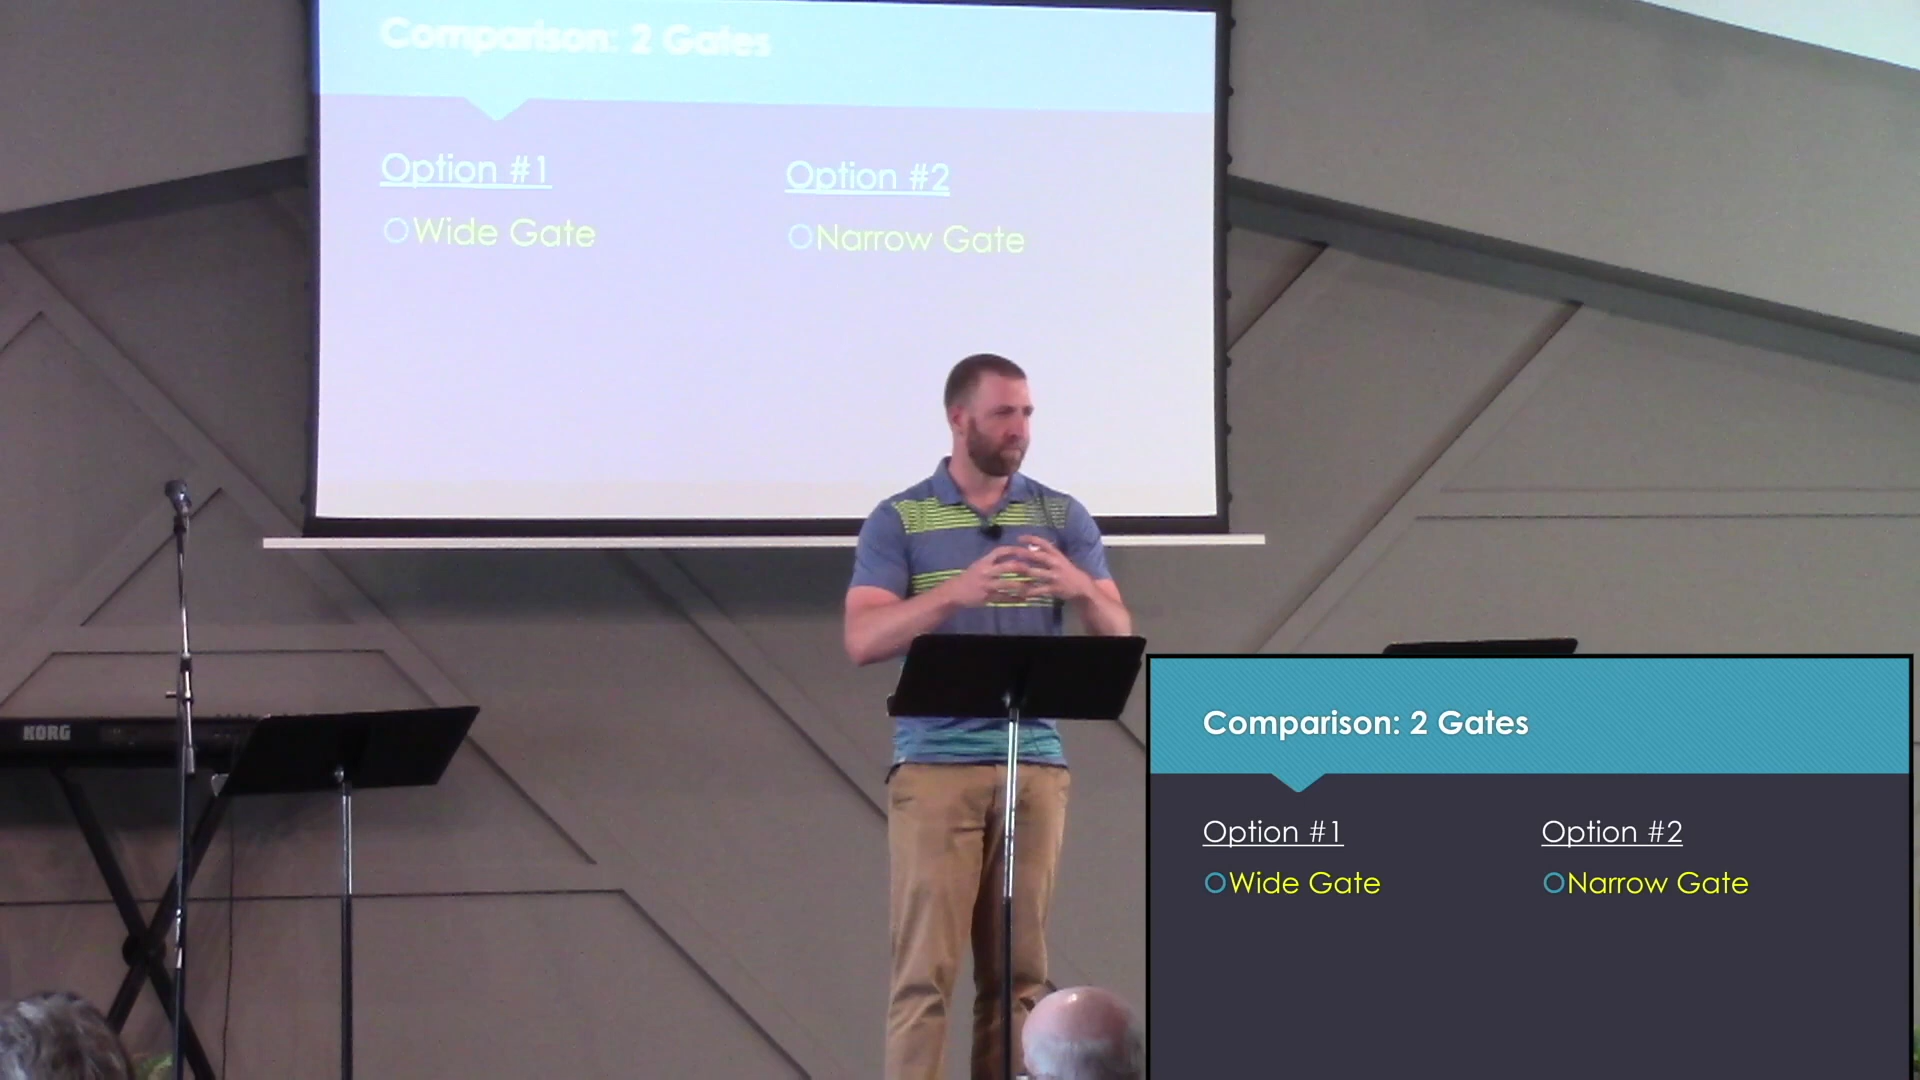 Comparison: 2 Gates
Option #1
Option #2
Wide Gate
Narrow Gate
KORG
Comparison: 2 Gates
Option #1
Option #2
Wide Gate
Narrow Gate